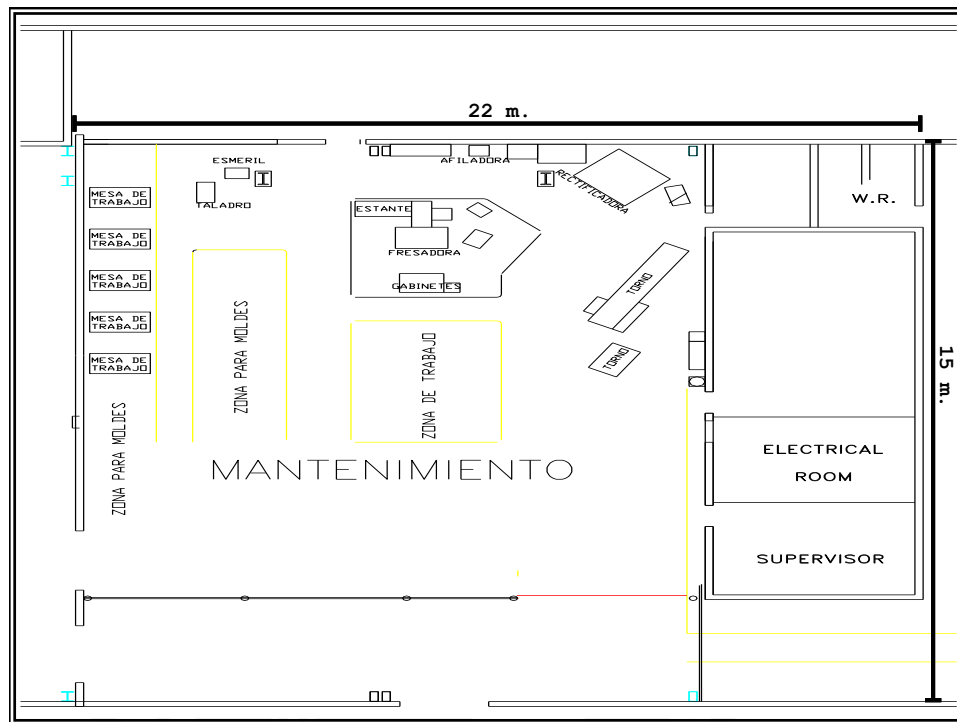 22 m.
ESMERIL
AFILADORA
RECTIFICADORA
W.R.
MESA DE
TRABAJO
TALADRO
ESTANTE
MESA DE
TRABAJO
FRESADORA
MESA DE
TRABAJO
GABINETES
TORNO
MESA DE
TRABAJO
ZONA PARA MOLDES
ZONA DE TRABAJO
TORNO
15 m.
MESA DE
TRABAJO
ZONA PARA MOLDES
MANTENIMIENTO
ELECTRICAL
ROOM
SUPERVISOR